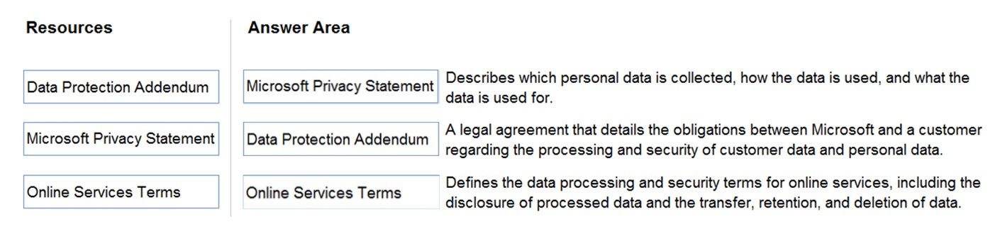 Resources
Answer Area
Data Protection Addendum
Microsoft Privacy Statement
Describes which personal data is collected, how the data is used, and what the
data is used for.
Microsoft Privacy Statement
Data Protection Addendum
A legal agreement that details the obligations between Microsoft and a customer
regarding the processing and security of customer data and personal data.
Online Services Terms
Online Services Terms
Defines the data processing and security terms for online services, including the
disclosure of processed data and the transfer, retention, and deletion of data.